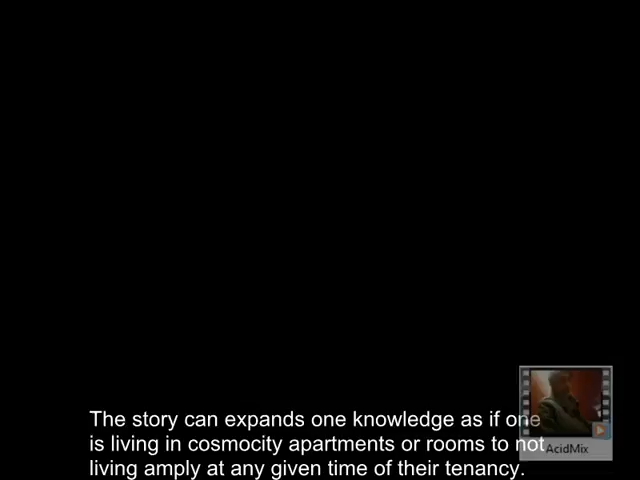 The story can expands one knowledge as if one
is living in cosmocity apartments or rooms to not
living amply at any given time of their tenancy.
AcidMix